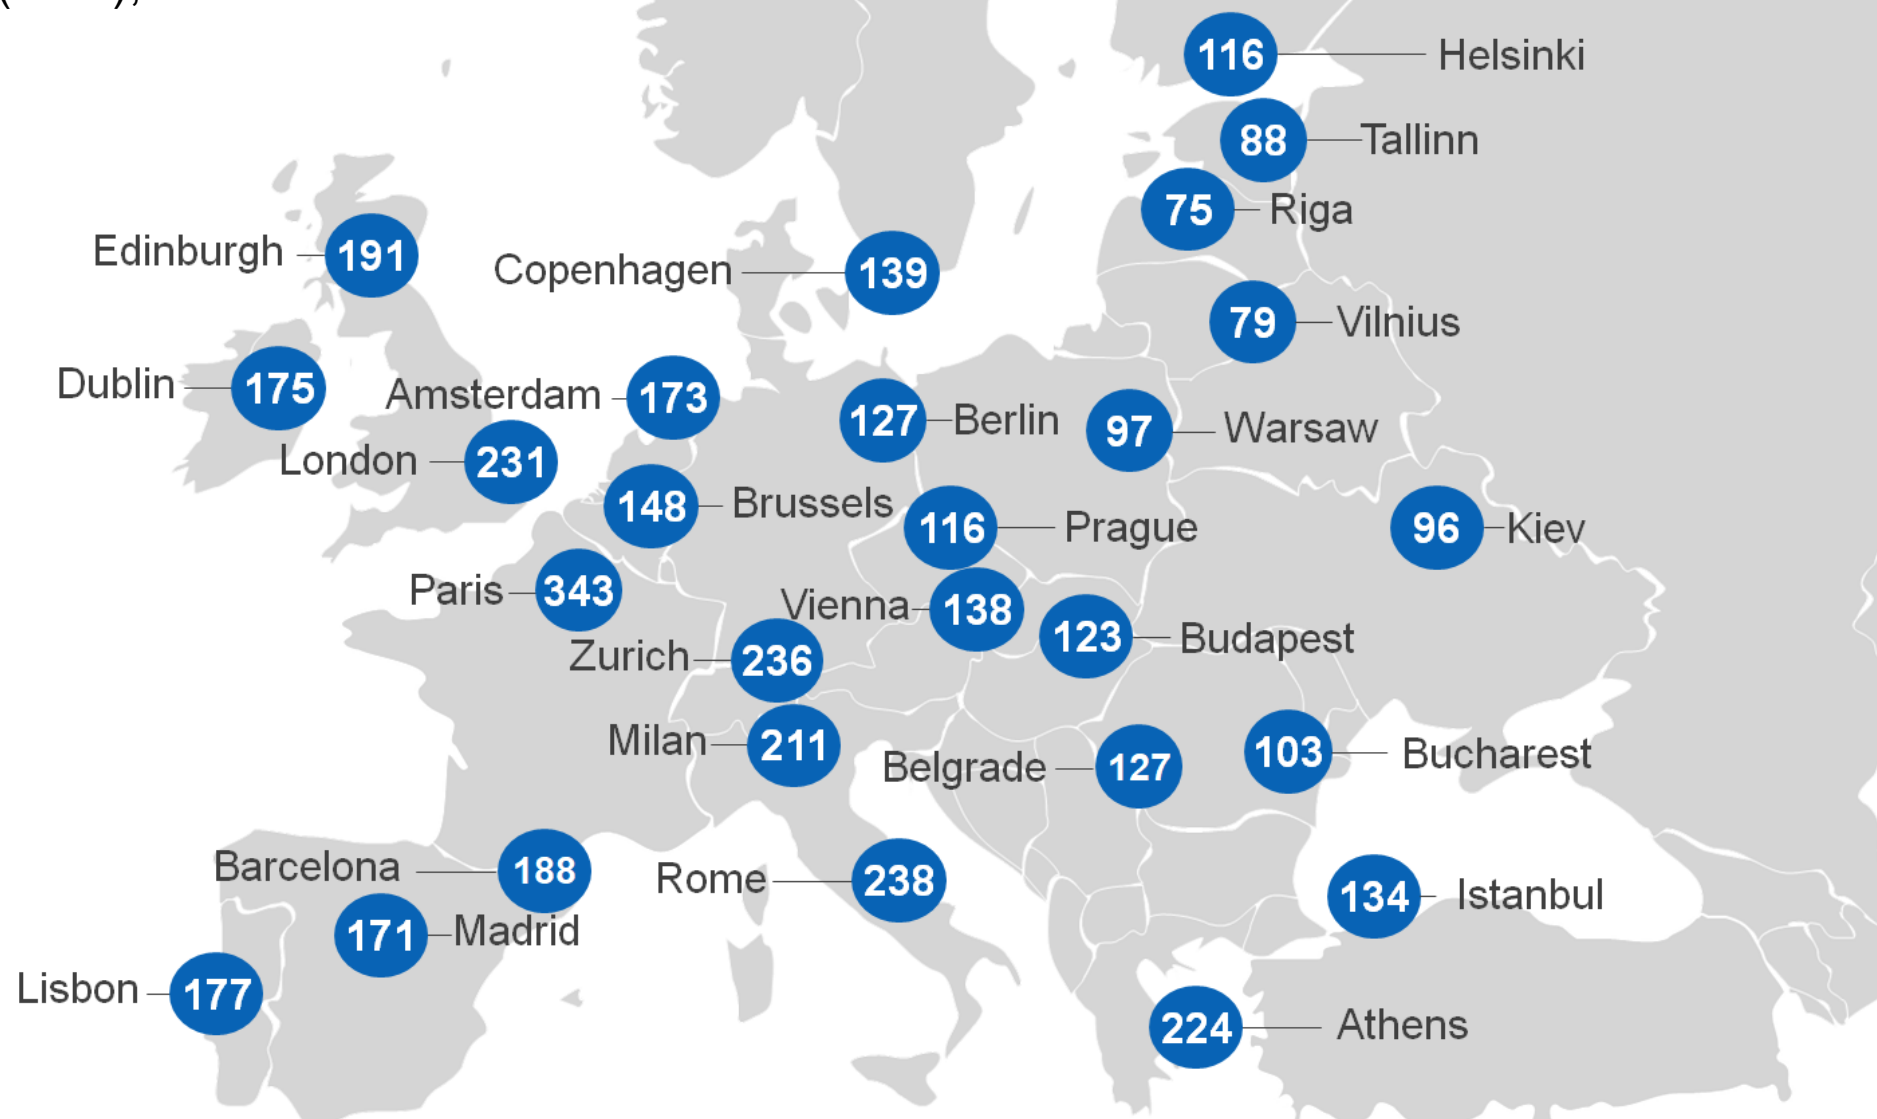 116 Helsinki
88 Tallinn
75 Riga
Edinburgh 191
Copenhagen 139
79 Vilnius
Dublin 175
Amsterdam 173
127 Berlin
97 Warsaw
London 231
148 Brussels
116 Prague
96 Kiev
Paris 343
Vienna 138
123 Budapest
Zurich 236
Milan 211
Belgrade 127
103 Bucharest
Barcelona 188
Rome 238
134 Istanbul
171 Madrid
Lisbon 177
224 Athens